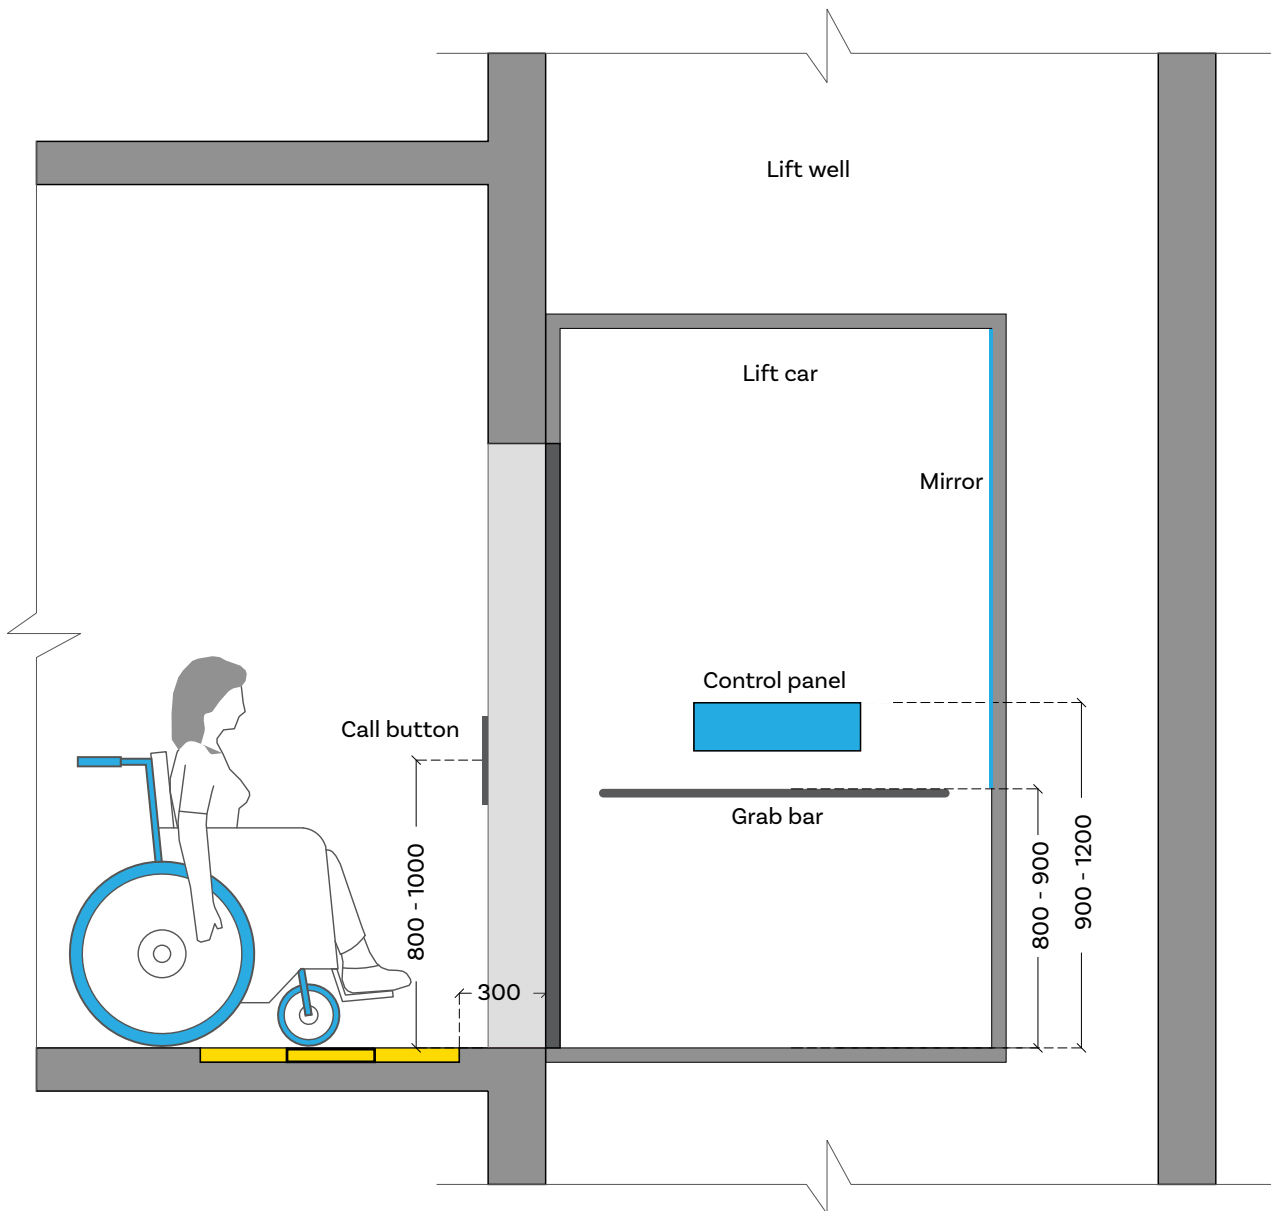 Lift well
Lift car
Mirror
Control panel
Call button
Grab bar
800 - 1000
800 - 900
900 - 1200
300